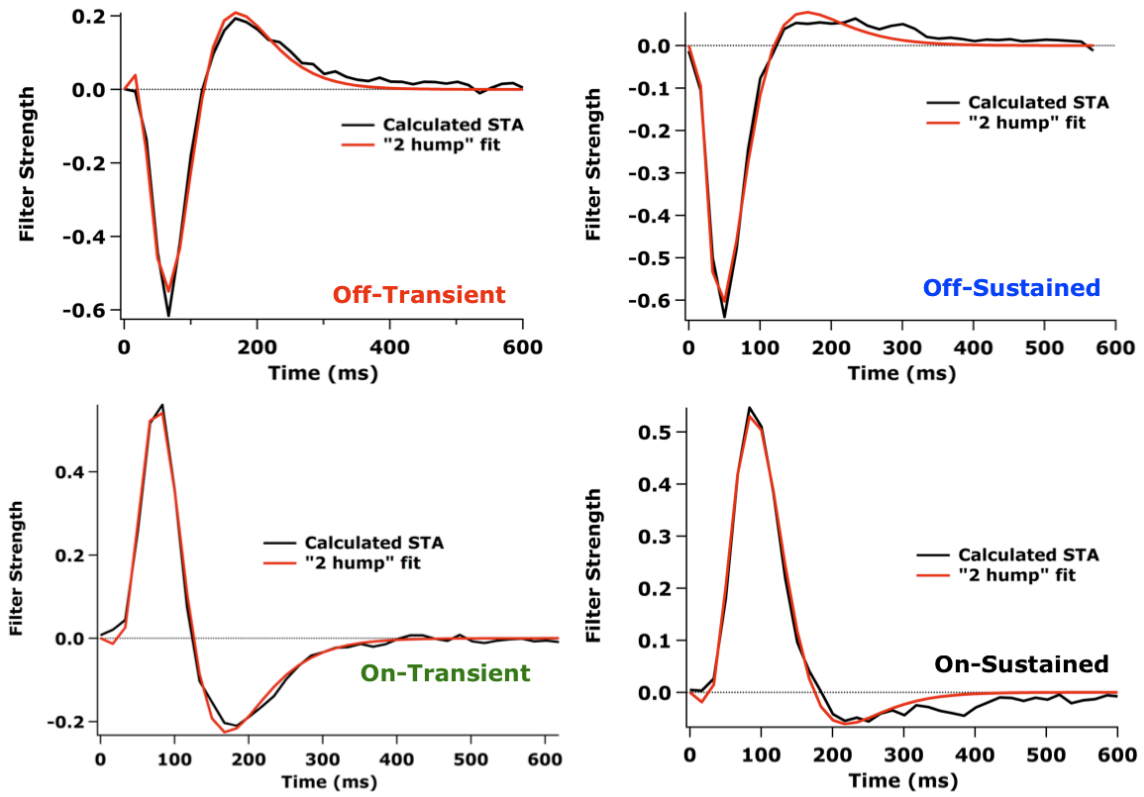 0.2
0.0
-0.2
-0.4
-0.6
Filter Strength
Calculated STA
"2 hump" fit
Off-Transient
0 200 400 600
Time (ms)
0.0
-0.1
-0.2
-0.3
-0.4
-0.5
-0.6
Filter Strength
Calculated STA
"2 hump" fit
Off-Sustained
0 100 200 300 400 500 600
Time (ms)
0.4
0.2
0.0
-0.2
Filter Strength
Calculated STA
"2 hump" fit
On-Transient
0 100 200 300 400 500 600
Time (ms)
0.5
0.4
0.3
0.2
0.1
0.0
Filter Strength
Calculated STA
"2 hump" fit
On-Sustained
0 100 200 300 400 500 600
Time (ms)